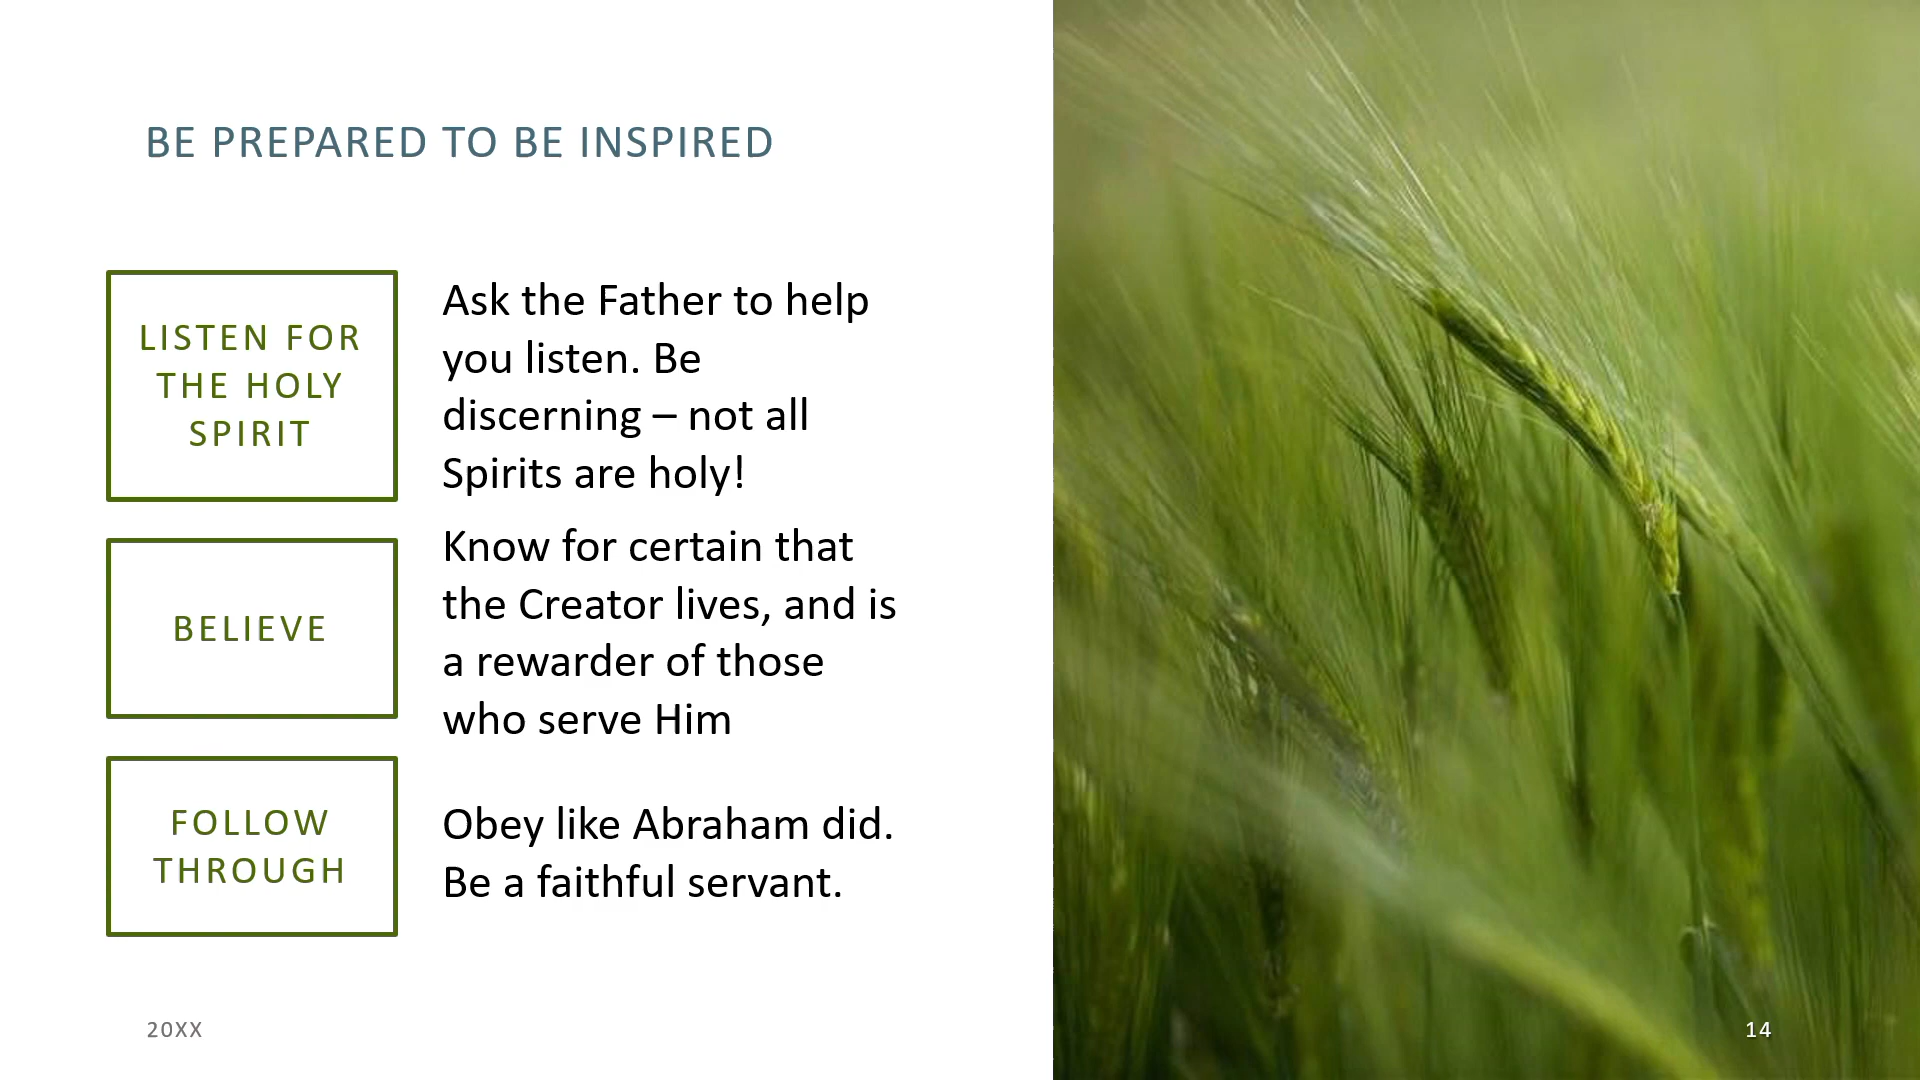 BE PREPARED TO BE INSPIRED
LISTEN FOR
THE HOLY
SPIRIT
Ask the Father to help
you listen. Be
discerning – not all
Spirits are holy!
BELIEVE
Know for certain that
the Creator lives, and is
a rewarder of those
who serve Him
FOLLOW
THROUGH
Obey like Abraham did.
Be a faithful servant.
20XX
14